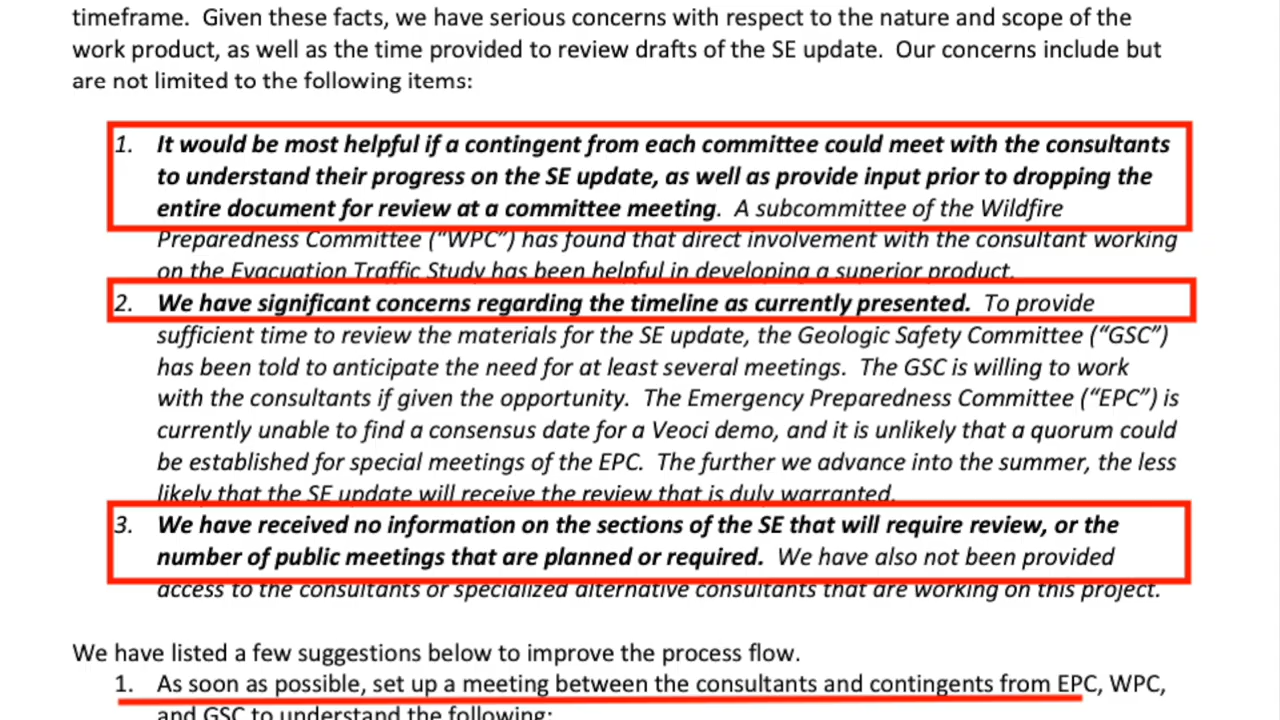 timeframe.  Given these facts, we have serious concerns with respect to the nature and scope of the
work product, as well as the time provided to review drafts of the SE update.  Our concerns include but
are not limited to the following items:
1. It would be most helpful if a contingent from each committee could meet with the consultants
to understand their progress on the SE update, as well as provide input prior to dropping the
entire document for review at a committee meeting.  A subcommittee of the Wildfire
Preparedness Committee ("WPC") has found that direct involvement with the consultant working
on the Evacuation Traffic Study has been helpful in developing a superior product.
2. We have significant concerns regarding the timeline as currently presented.  To provide
sufficient time to review the materials for the SE update, the Geologic Safety Committee ("GSC")
has been told to anticipate the need for at least several meetings.  The GSC is willing to work
with the consultants if given the opportunity.  The Emergency Preparedness Committee ("EPC") is
currently unable to find a consensus date for a Veoci demo, and it is unlikely that a quorum could
be established for special meetings of the EPC.  The further we advance into the summer, the less
likely that the SE update will receive the review that is duly warranted.
3. We have received no information on the sections of the SE that will require review, or the
number of public meetings that are planned or required.  We have also not been provided
access to the consultants or specialized alternative consultants that are working on this project.
We have listed a few suggestions below to improve the process flow.
1. As soon as possible, set up a meeting between the consultants and contingents from EPC, WPC,
and GSC to understand the following: